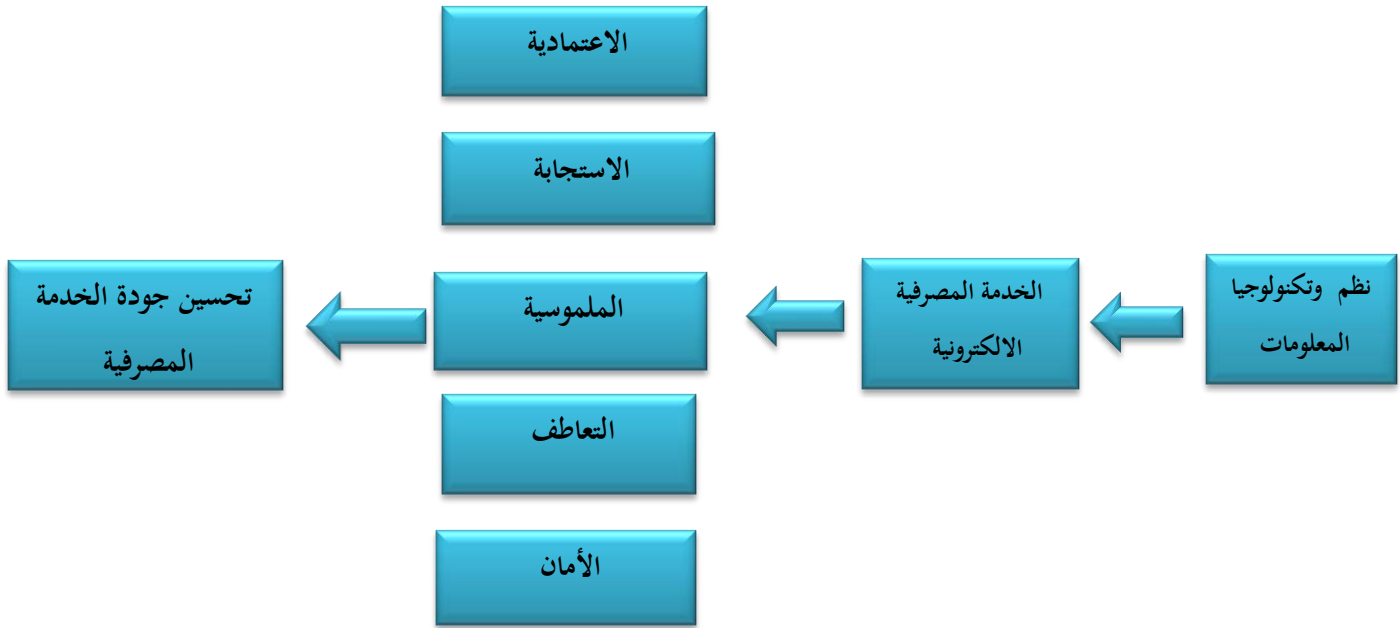 نظم وتكنولوجيا
المعلومات
الخدمة المصرفية
الالكترونية
الاعتمادية
الاستجابة
الملموسية
التعاطف
الأمان
تحسين جودة الخدمة
المصرفية